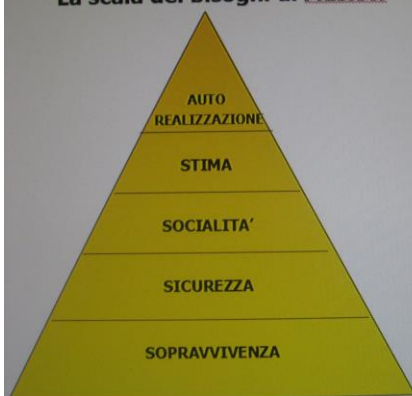 La scala dei Bisogni di
AUTO
REALIZZAZIONE
STIMA
SOCIALITA'
SICUREZZA
SOPRAVVIVENZA